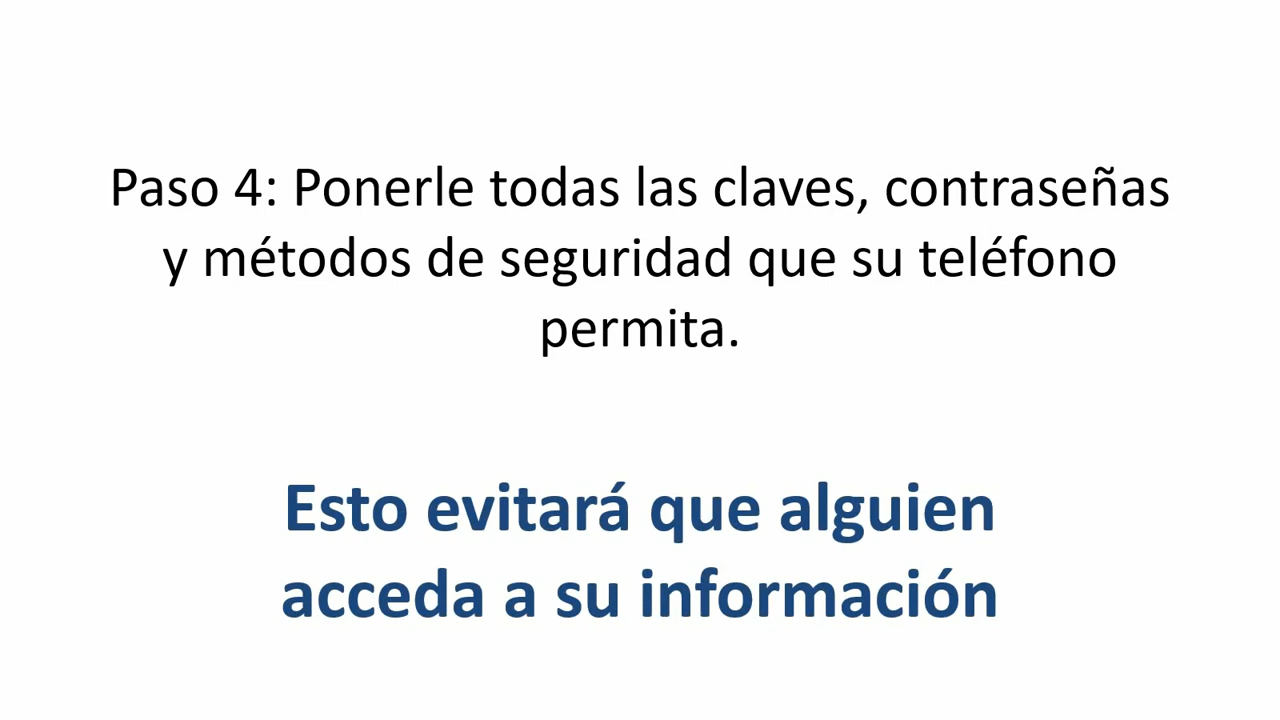 Paso 4: Ponerle todas las claves, contraseñas
y métodos de seguridad que su teléfono
permita.
Esto evitará que alguien
acceda a su información